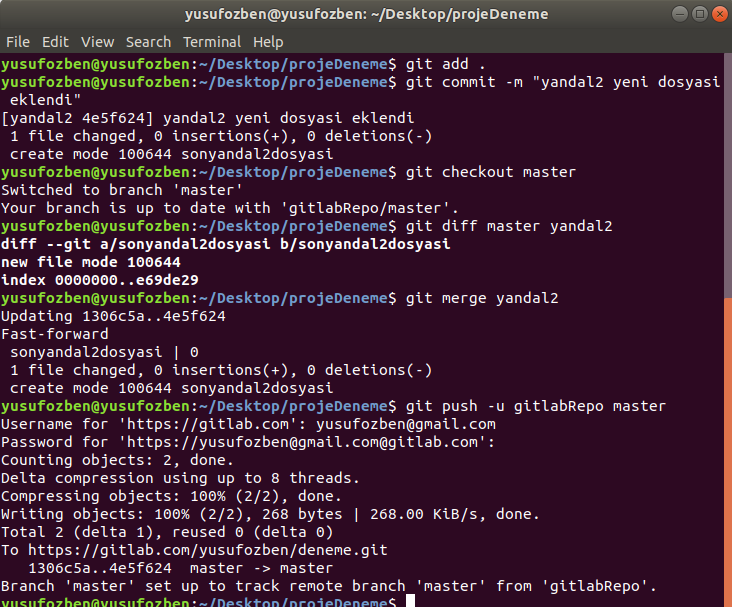 yusufozben@yusufozben: ~/Desktop/projeDeneme
File Edit View Search Terminal Help
yusufozben@yusufozben:~/Desktop/projeDeneme$ git add .
yusufozben@yusufozben:~/Desktop/projeDeneme$ git commit -m "yandal2 yeni dosyasi
 eklendi"
[yandal2 4e5f624] yandal2 yeni dosyasi eklendi
 1 file changed, 0 insertions(+), 0 deletions(-)
 create mode 100644 sonyandal2dosyasi
yusufozben@yusufozben:~/Desktop/projeDeneme$ git checkout master
Switched to branch 'master'
Your branch is up to date with 'gitlabRepo/master'.
yusufozben@yusufozben:~/Desktop/projeDeneme$ git diff master yandal2
diff --git a/sonyandal2dosyasi b/sonyandal2dosyasi
new file mode 100644
index 0000000..e69de29
yusufozben@yusufozben:~/Desktop/projeDeneme$ git merge yandal2
Updating 1306c5a..4e5f624
Fast-forward
 sonyandal2dosyasi | 0
 1 file changed, 0 insertions(+), 0 deletions(-)
 create mode 100644 sonyandal2dosyasi
yusufozben@yusufozben:~/Desktop/projeDeneme$ git push -u gitlabRepo master
Username for 'https://gitlab.com': yusufozben@gmail.com
Password for 'https://yusufozben@gmail.com@gitlab.com':
Counting objects: 2, done.
Delta compression using up to 8 threads.
Compressing objects: 100% (2/2), done.
Writing objects: 100% (2/2), 268 bytes | 268.00 KiB/s, done.
Total 2 (delta 1), reused 0 (delta 0)
To https://gitlab.com/yusufozben/deneme.git
   1306c5a..4e5f624  master -> master
Branch 'master' set up to track remote branch 'master' from 'gitlabRepo'.
yusufozben@yusufozben:~/Desktop/projeDeneme$